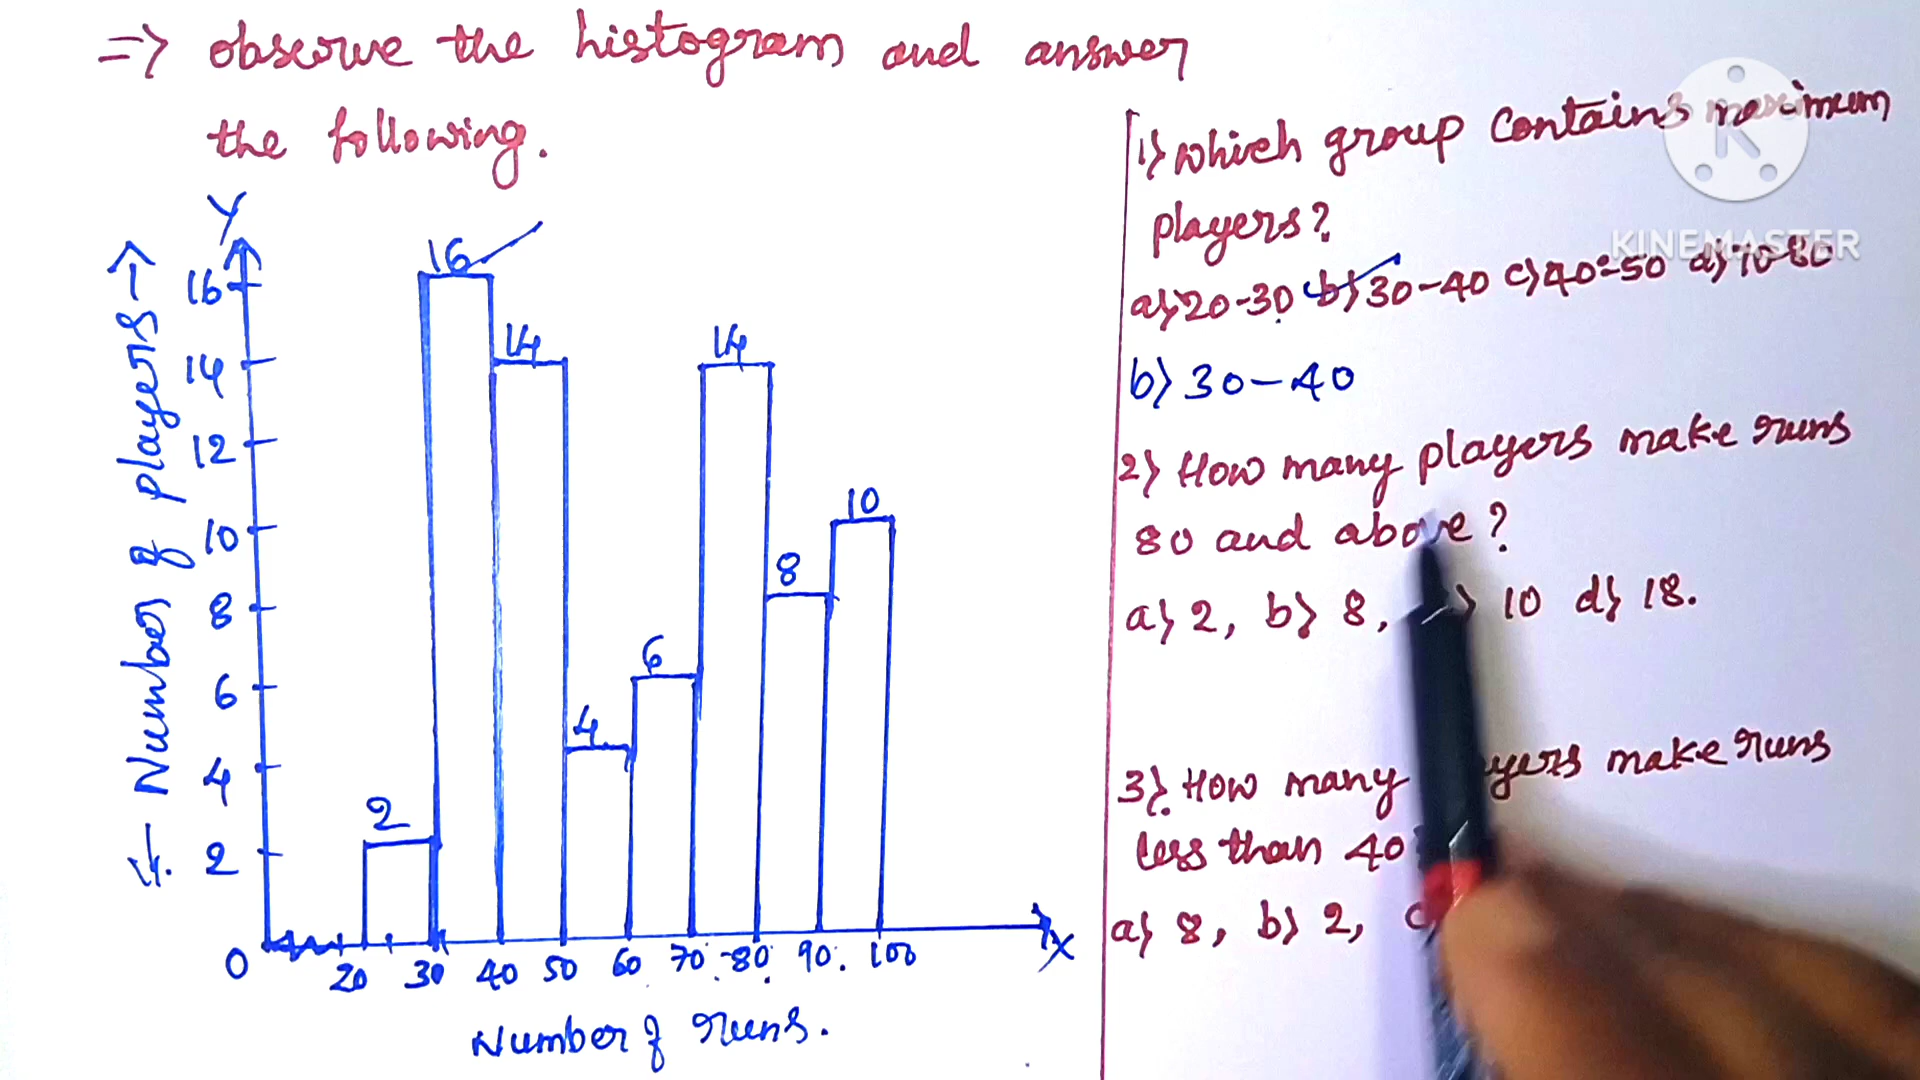 => observe the histogram and answer
the following.
Y
16
14
12
10
8
6
4
2
0
← Number of players →
16
14
14
10
8
6
4
2
20 30 40 50 60 70 80 90 100
X
Number of runs.
1) which group contains maximum
players?
a) 20-30 b) 30-40 c) 40-50 d) 70-80
b) 30-40
2) How many players make runs
80 and above?
a) 2, b) 8, 10 d) 18.
3) How many make runs
less than 40
a) 8, b) 2, c
K
KINEMASTER